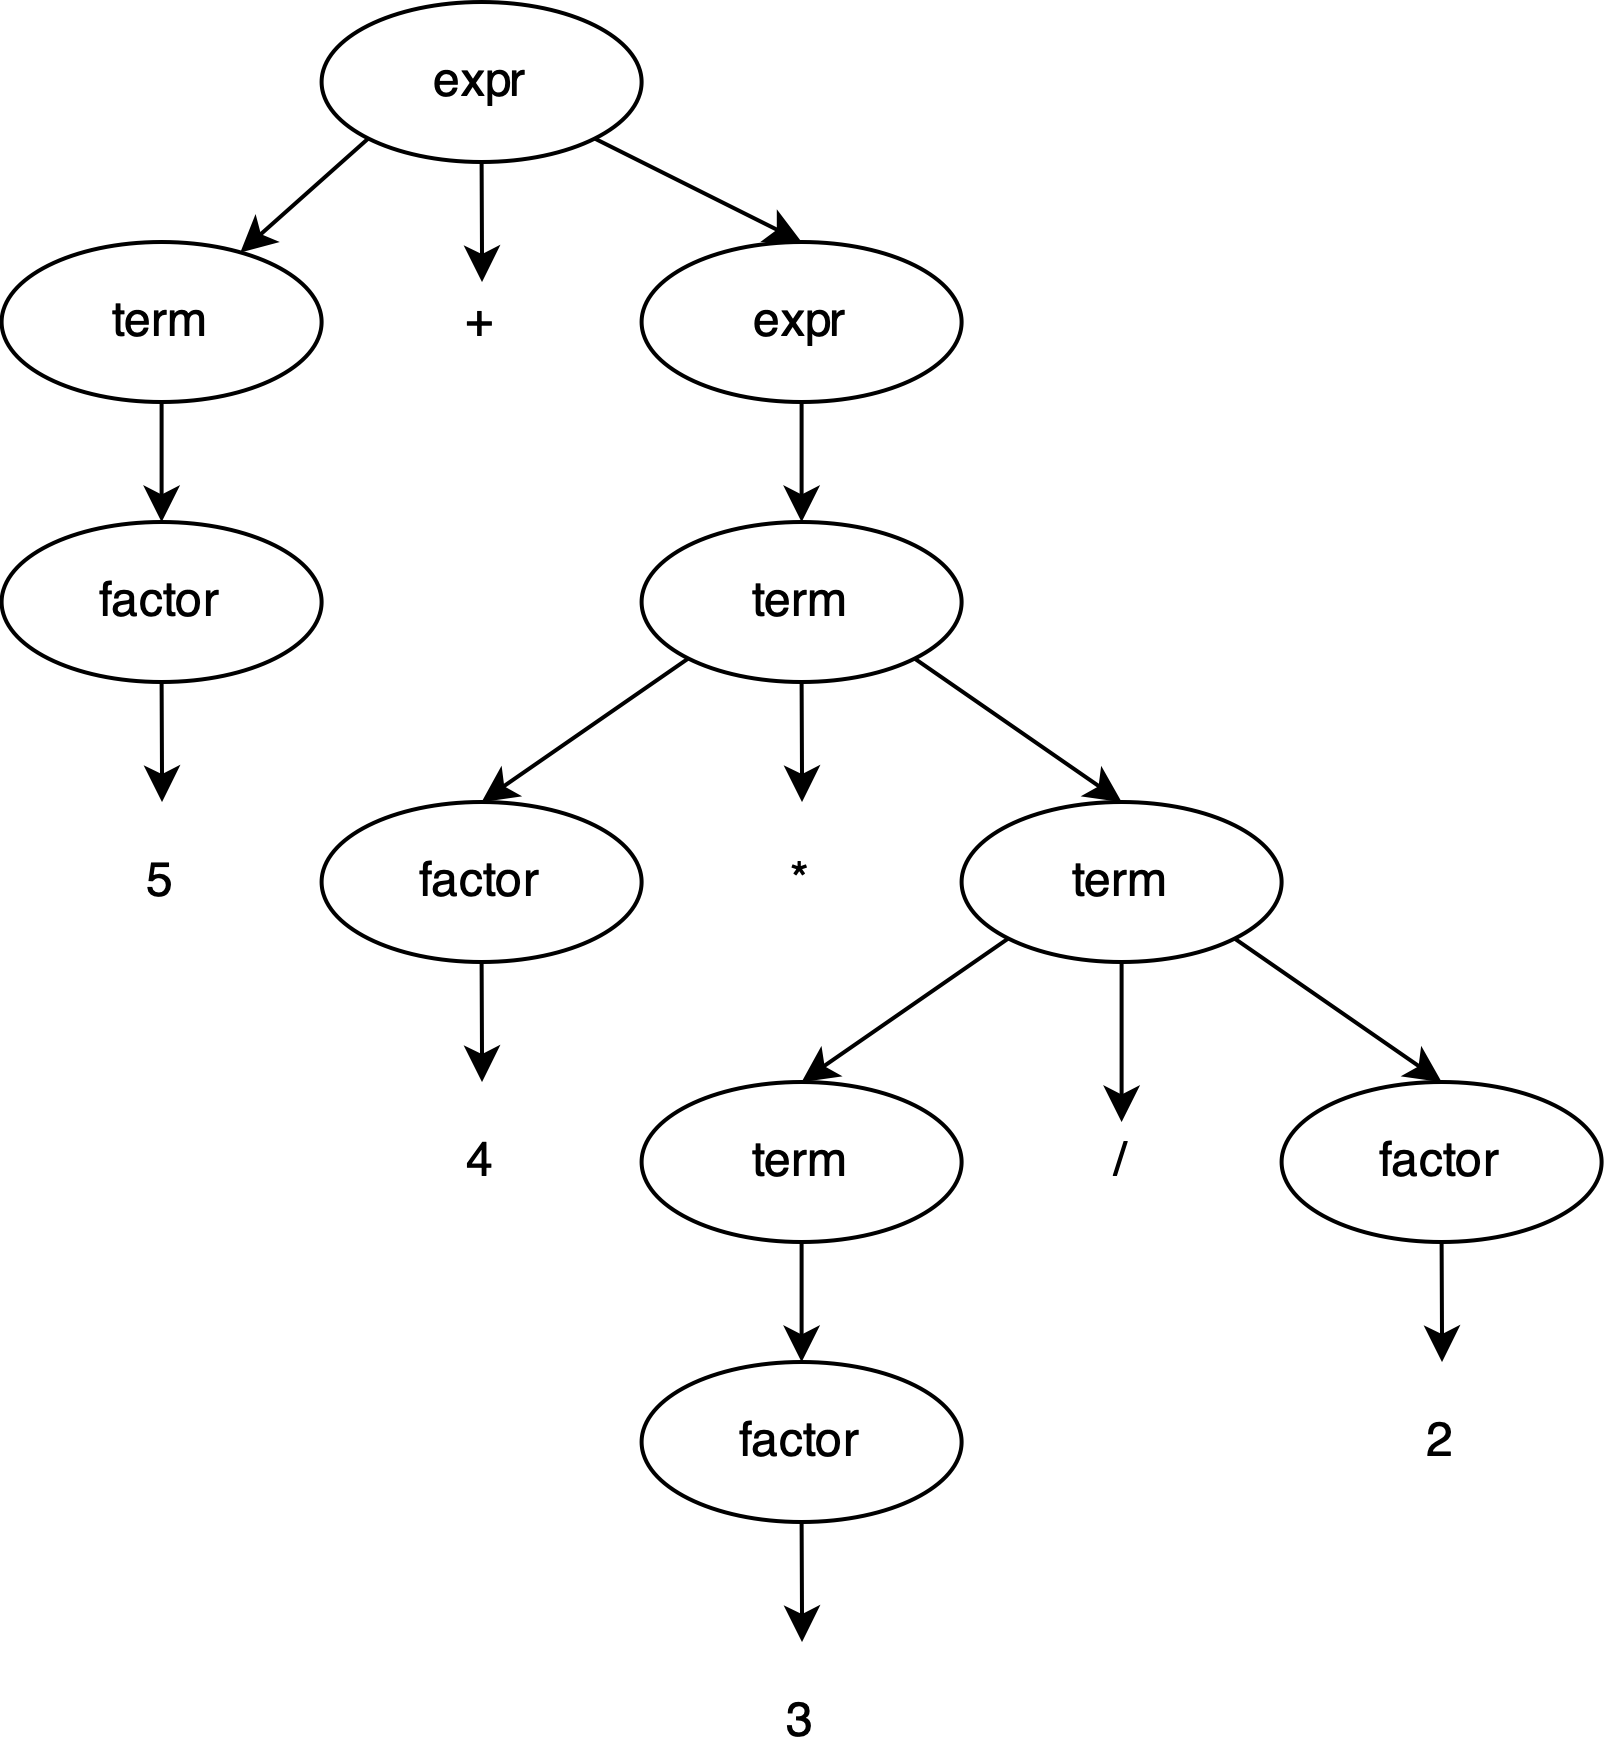 expr
term
+
expr
factor
term
5
factor
*
term
4
term
/
factor
factor
2
3